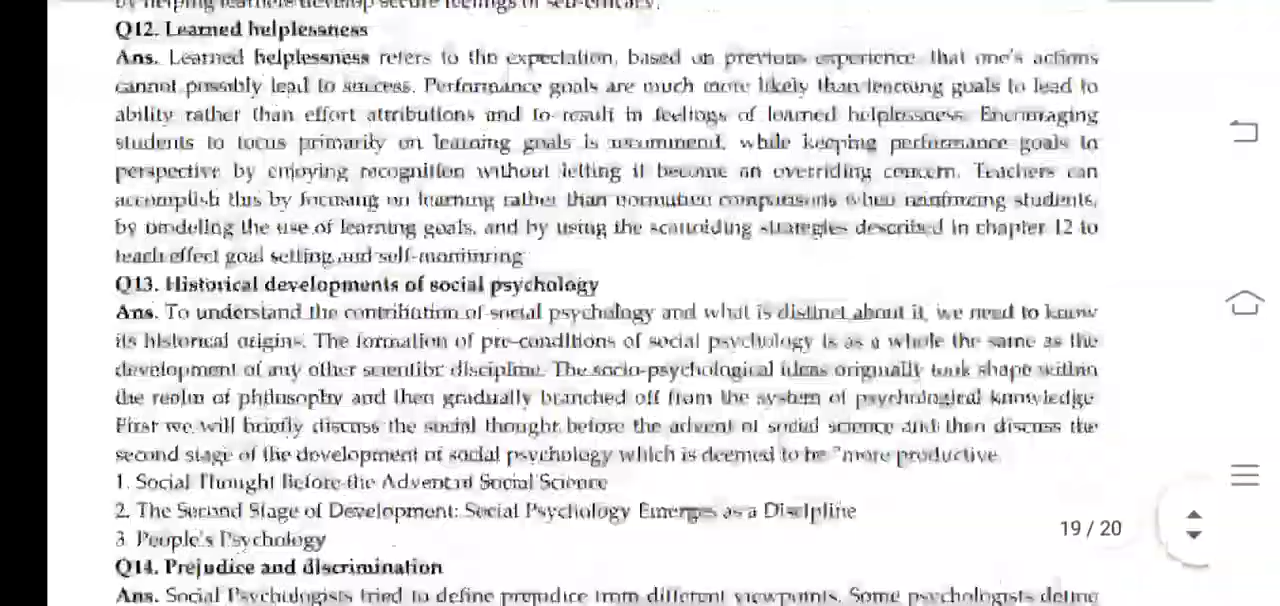 by helping learners develop secure feelings of self-efficacy.
Q12. Learned helplessness
Ans. Learned helplessness refers to the expectation, based on previous experience that one's actions
cannot possibly lead to success. Performance goals are much more likely than learning goals to lead to
ability rather than effort attributions and to result in feelings of learned helplessness. Encouraging
students to focus primarily on learning goals is recommend, while keeping performance goals in
perspective by enjoying recognition without letting it become an overriding concern. Teachers can
accomplish this by focusing on learning rather than normative comparisons when reinforcing students,
by modeling the use of learning goals, and by using the scaffolding strategies described in chapter 12 to
teach effect goal setting and self-monitoring
Q13. Historical developments of social psychology
Ans. To understand the contribution of social psychology and what is distinct about it, we need to know
its historical origins. The formation of pre-conditions of social psychology is as a whole the same as the
development of any other scientific discipline. The socio-psychological ideas originally took shape within
the realm of philosophy and then gradually branched off from the system of psychological knowledge
First we will briefly discuss the social thought before the advent of social science and then discuss the
second stage of the development of social psychology which is deemed to be "more productive
1. Social Thought Before the Advent of Social Science
2. The Second Stage of Development: Social Psychology Emerges as a Discipline
3. People's Psychology
19 / 20
Q14. Prejudice and discrimination
Ans. Social Psychologists tried to define prejudice from different viewpoints. Some psychologists define